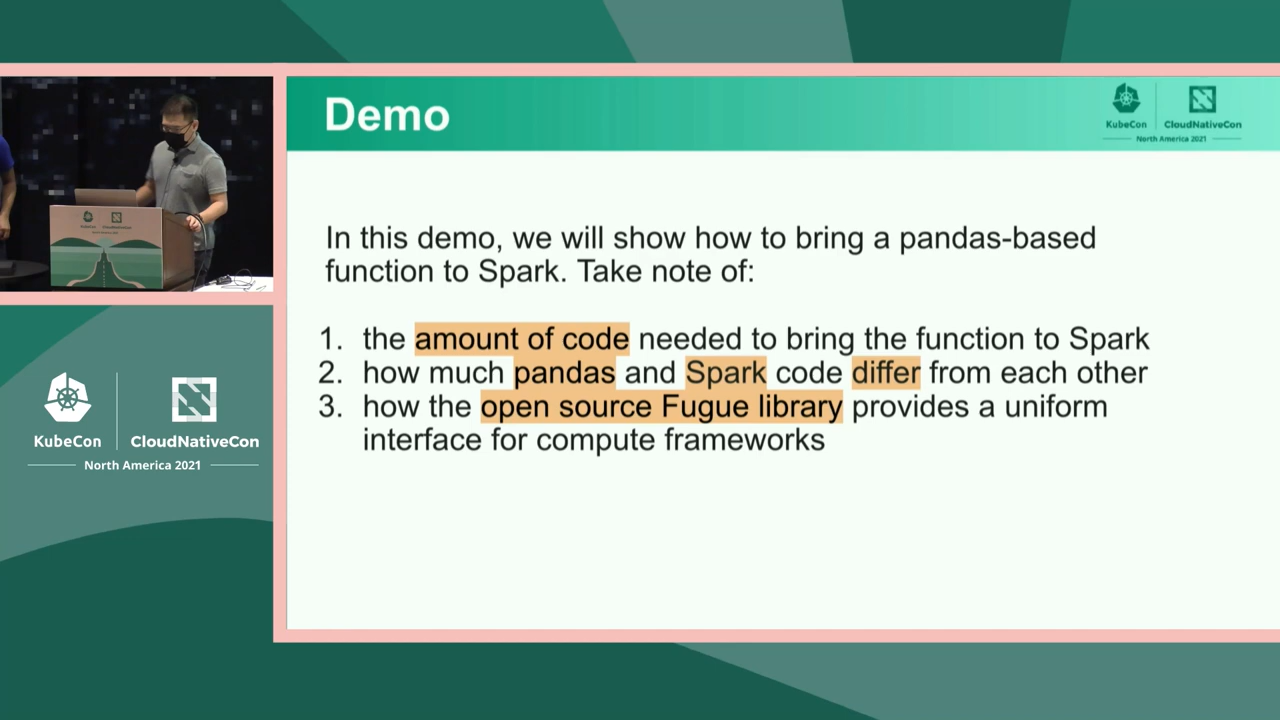 Demo
KubeCon
CloudNativeCon
North America 2021
In this demo, we will show how to bring a pandas-based
function to Spark. Take note of:
1. the amount of code needed to bring the function to Spark
2. how much pandas and Spark code differ from each other
3. how the open source Fugue library provides a uniform
interface for compute frameworks
KubeCon
CloudNativeCon
North America 2021